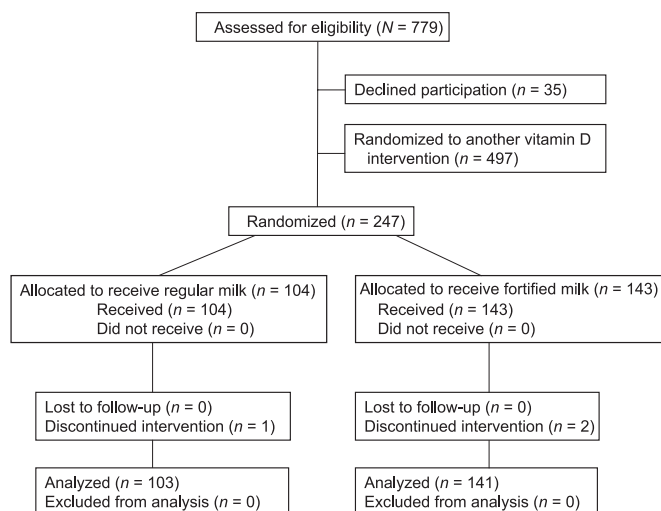 Assessed for eligibility (N = 779)
Declined participation (n = 35)
Randomized to another vitamin D
intervention (n = 497)
Randomized (n = 247)
Allocated to receive regular milk (n = 104)
Received (n = 104)
Did not receive (n = 0)
Allocated to receive fortified milk (n = 143)
Received (n = 143)
Did not receive (n = 0)
Lost to follow-up (n = 0)
Discontinued intervention (n = 1)
Lost to follow-up (n = 0)
Discontinued intervention (n = 2)
Analyzed (n = 103)
Excluded from analysis (n = 0)
Analyzed (n = 141)
Excluded from analysis (n = 0)